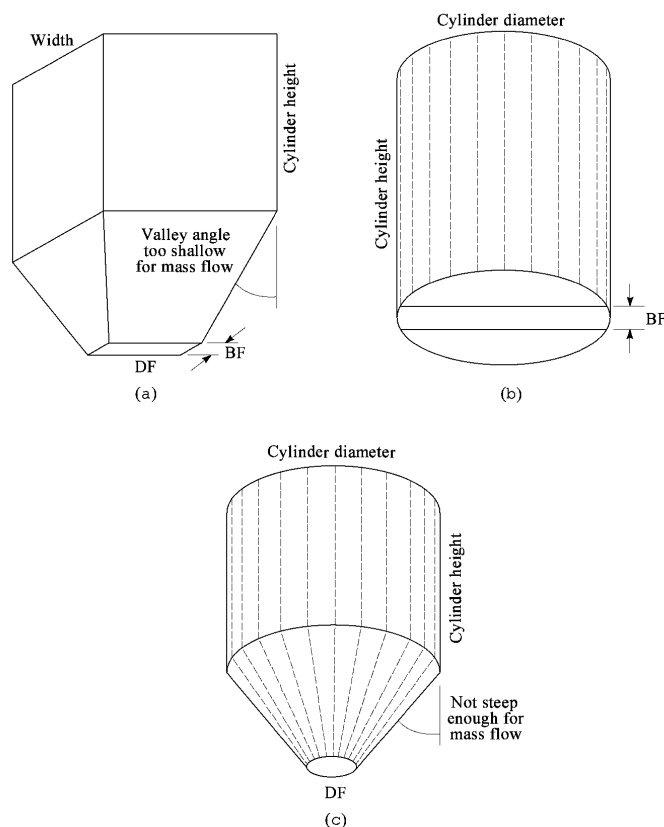 Width
Cylinder height
Valley angle
too shallow
for mass flow
BF
DF
(a)
Cylinder diameter
Cylinder height
BF
(b)
Cylinder diameter
Cylinder height
Not steep
enough for
mass flow
DF
(c)